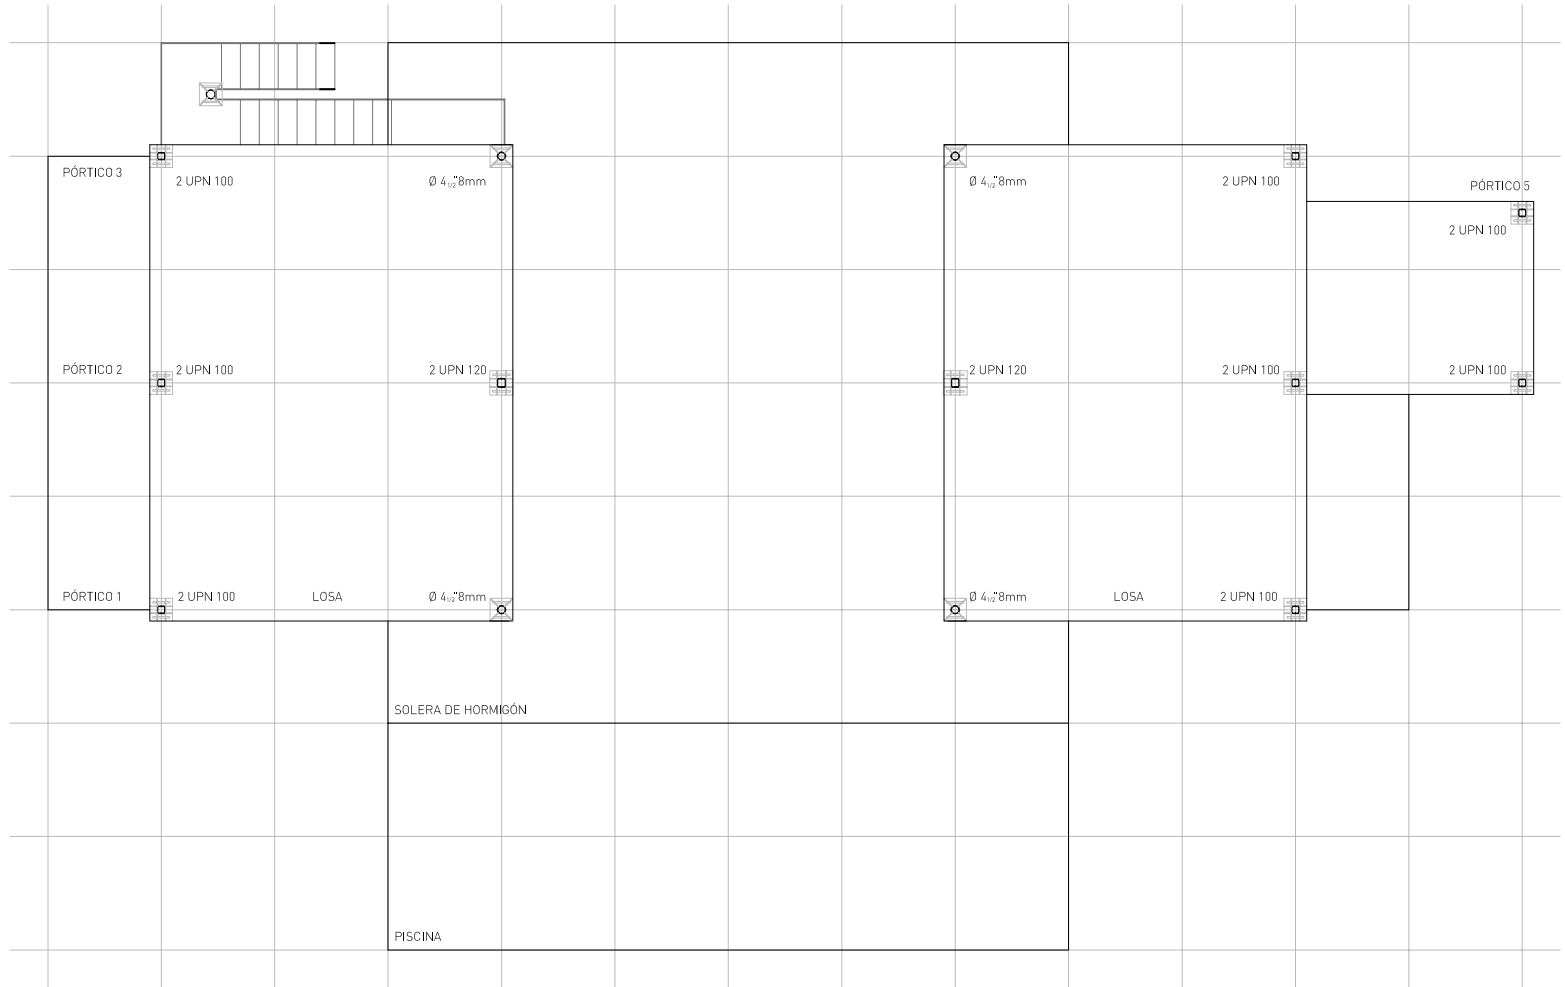 PÓRTICO 3
2 UPN 100
Ø 4 1/2" 8mm
Ø 4 1/2" 8mm
2 UPN 100
PÓRTICO 5
2 UPN 100
PÓRTICO 2
2 UPN 100
2 UPN 120
2 UPN 120
2 UPN 100
2 UPN 100
PÓRTICO 1
2 UPN 100
LOSA
Ø 4 1/2" 8mm
Ø 4 1/2" 8mm
LOSA
2 UPN 100
SOLERA DE HORMIGÓN
PISCINA